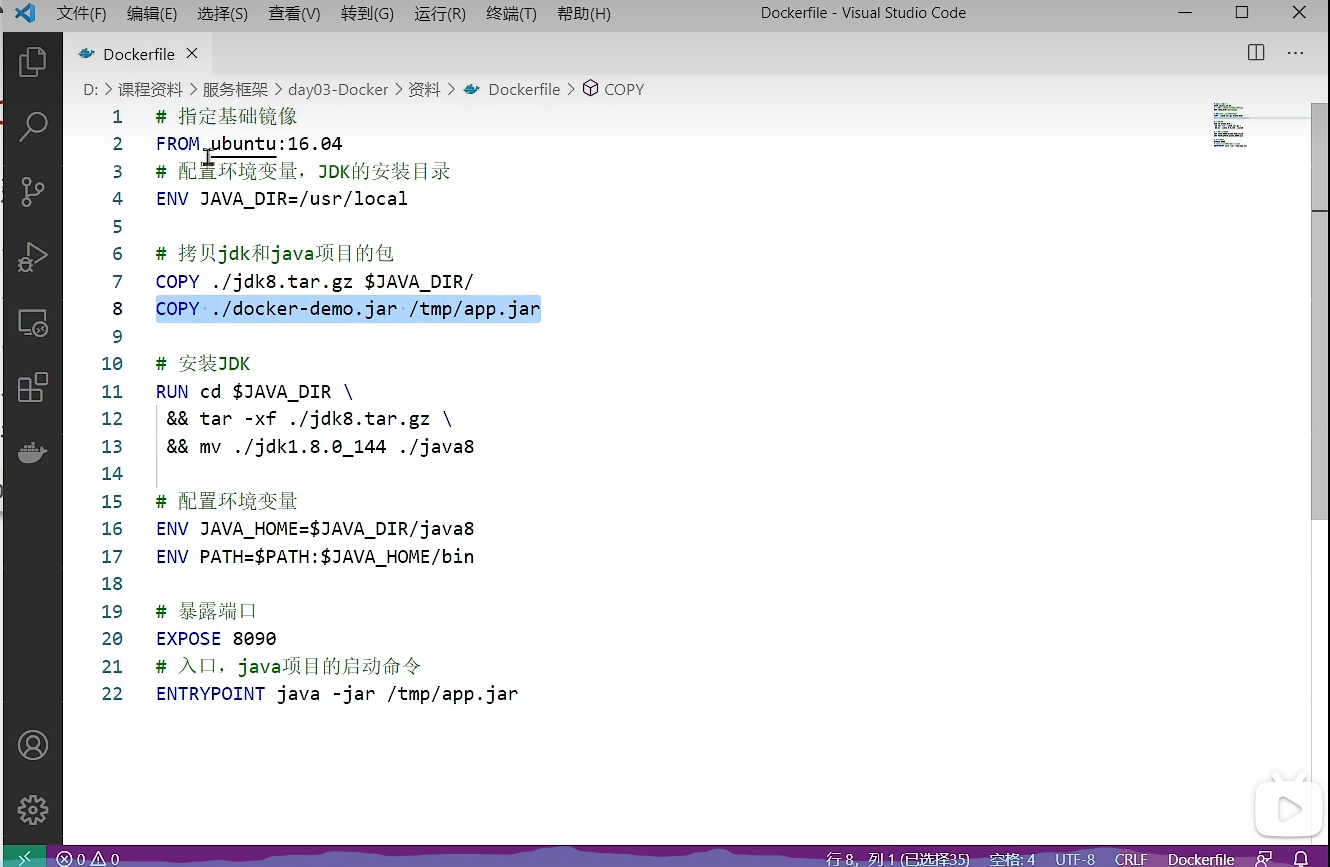 文件(F) 编辑(E) 选择(S) 查看(V) 转到(G) 运行(R) 终端(T) 帮助(H) Dockerfile - Visual Studio Code
Dockerfile
D: > 课程资料 > 服务框架 > day03-Docker > 资料 > Dockerfile > COPY
1 # 指定基础镜像
2 FROM ubuntu:16.04
3 # 配置环境变量，JDK的安装目录
4 ENV JAVA_DIR=/usr/local
5
6 # 拷贝jdk和java项目的包
7 COPY ./jdk8.tar.gz $JAVA_DIR/
8 COPY ./docker-demo.jar /tmp/app.jar
9
10 # 安装JDK
11 RUN cd $JAVA_DIR \
12 && tar -xf ./jdk8.tar.gz \
13 && mv ./jdk1.8.0_144 ./java8
14
15 # 配置环境变量
16 ENV JAVA_HOME=$JAVA_DIR/java8
17 ENV PATH=$PATH:$JAVA_HOME/bin
18
19 # 暴露端口
20 EXPOSE 8090
21 # 入口，java项目的启动命令
22 ENTRYPOINT java -jar /tmp/app.jar
0 0 行 8，列 1 (已选择35) 空格: 4 UTF-8 CRLF Dockerfile